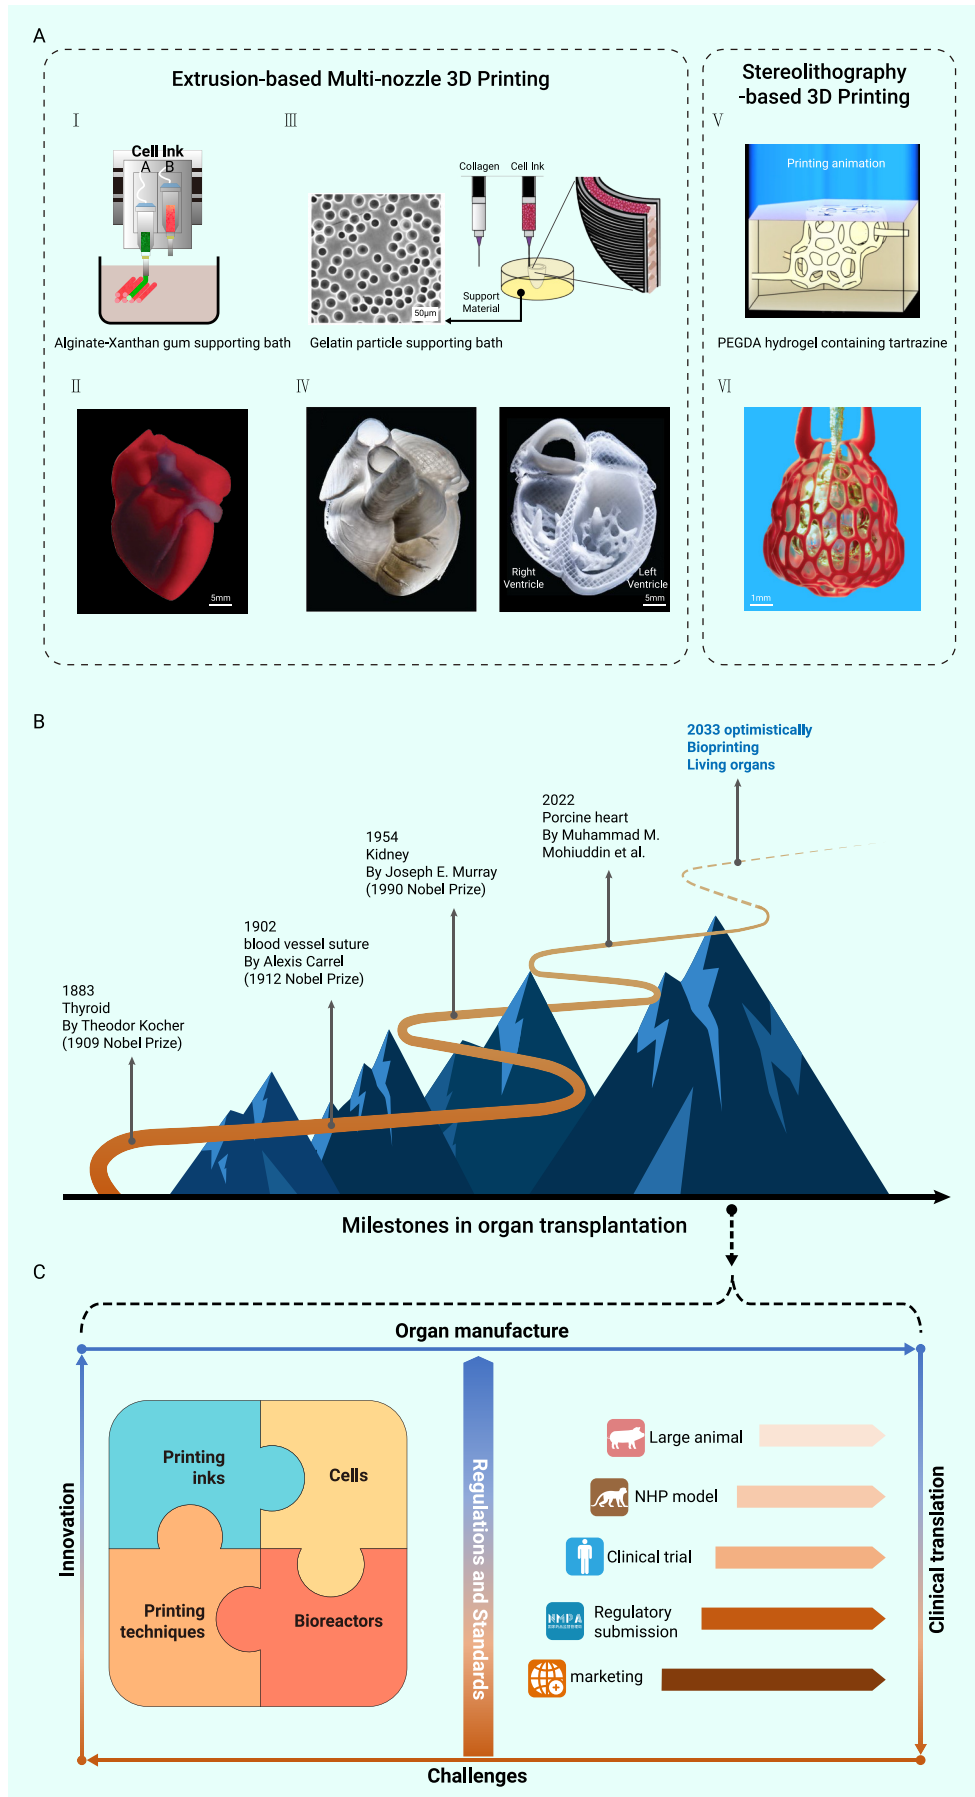 A
Extrusion-based Multi-nozzle 3D Printing
Stereolithography
-based 3D Printing
I
Cell Ink
A B
Alginate-Xanthan gum supporting bath
III
Collagen
Cell Ink
50μm
Support
Material
Gelatin particle supporting bath
V
Printing animation
PEGDA hydrogel containing tartrazine
II
5mm
IV
Right
Ventricle
Left
Ventricle
5mm
VI
1mm
B
1883
Thyroid
By Theodor Kocher
(1909 Nobel Prize)
1902
blood vessel suture
By Alexis Carrel
(1912 Nobel Prize)
1954
Kidney
By Joseph E. Murray
(1990 Nobel Prize)
2022
Porcine heart
By Muhammad M.
Mohiuddin et al.
2033 optimistically
Bioprinting
Living organs
Milestones in organ transplantation
C
Organ manufacture
Innovation
Printing
inks
Cells
Printing
techniques
Bioreactors
Regulations and Standards
Large animal
NHP model
Clinical trial
NMPA
Regulatory
submission
marketing
Clinical translation
Challenges